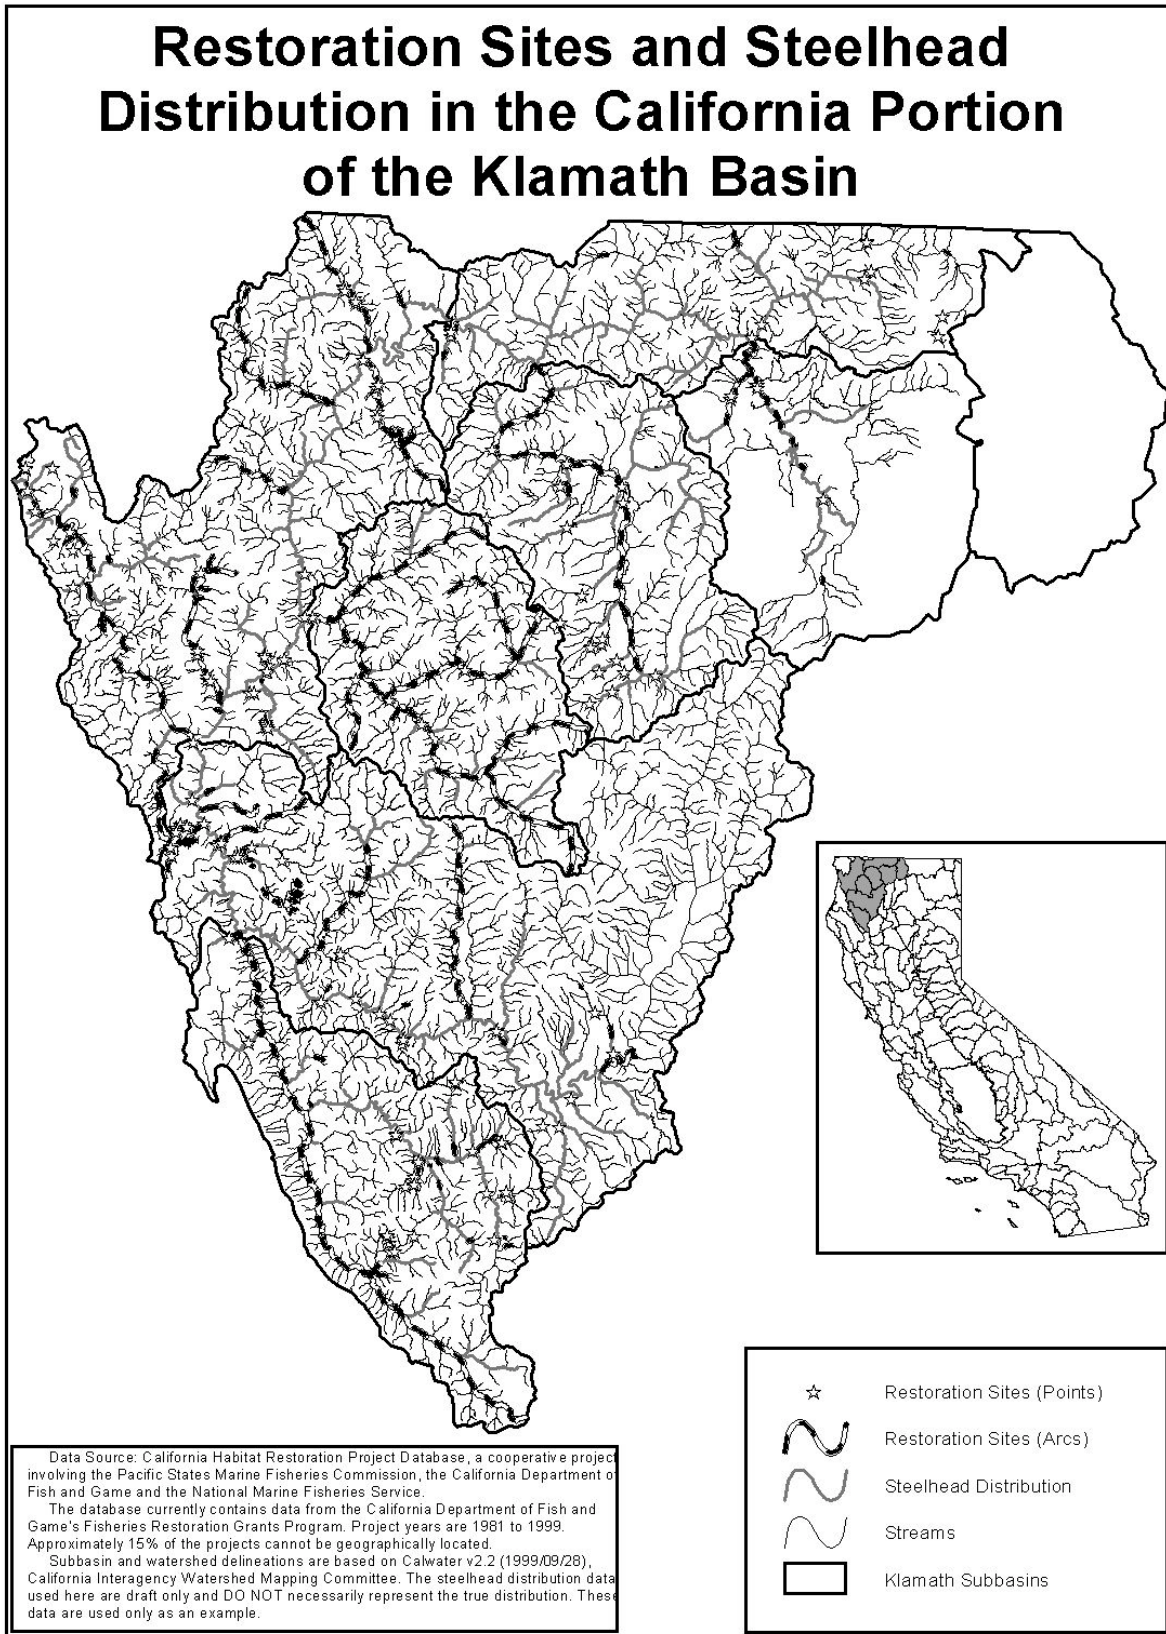 Restoration Sites and Steelhead
Distribution in the California Portion
of the Klamath Basin
Restoration Sites (Points)
Restoration Sites (Arcs)
Steelhead Distribution
Streams
Klamath Subbasins
Data Source: California Habitat Restoration Project Database, a cooperative project
involving the Pacific States Marine Fisheries Commission, the California Department of
Fish and Game and the National Marine Fisheries Service.
The database currently contains data from the California Department of Fish and
Game's Fisheries Restoration Grants Program. Project years are 1981 to 1999.
Approximately 15% of the projects cannot be geographically located.
Subbasin and watershed delineations are based on Calwater v2.2 (1999/09/28),
California Interagency Watershed Mapping Committee. The steelhead distribution data
used here are draft only and DO NOT necessarily represent the true distribution. These
data are used only as an example.